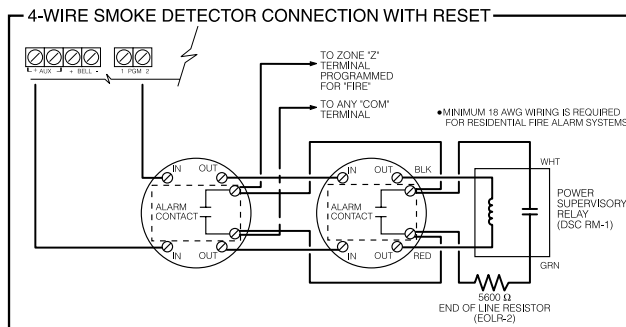 4-WIRE SMOKE DETECTOR CONNECTION WITH RESET
+ AUX - + BELL - 1 PGM 2
TO ZONE "Z"
TERMINAL
PROGRAMMED
FOR "FIRE"
TO ANY "COM"
TERMINAL
•MINIMUM 18 AWG WIRING IS REQUIRED
FOR RESIDENTIAL FIRE ALARM SYSTEMS
IN OUT
ALARM
CONTACT
IN OUT
IN OUT BLK
ALARM
CONTACT
IN OUT RED
WHT
POWER
SUPERVISORY
RELAY
(DSC RM-1)
GRN
5600 Ω
END OF LINE RESISTOR
(EOLR-2)